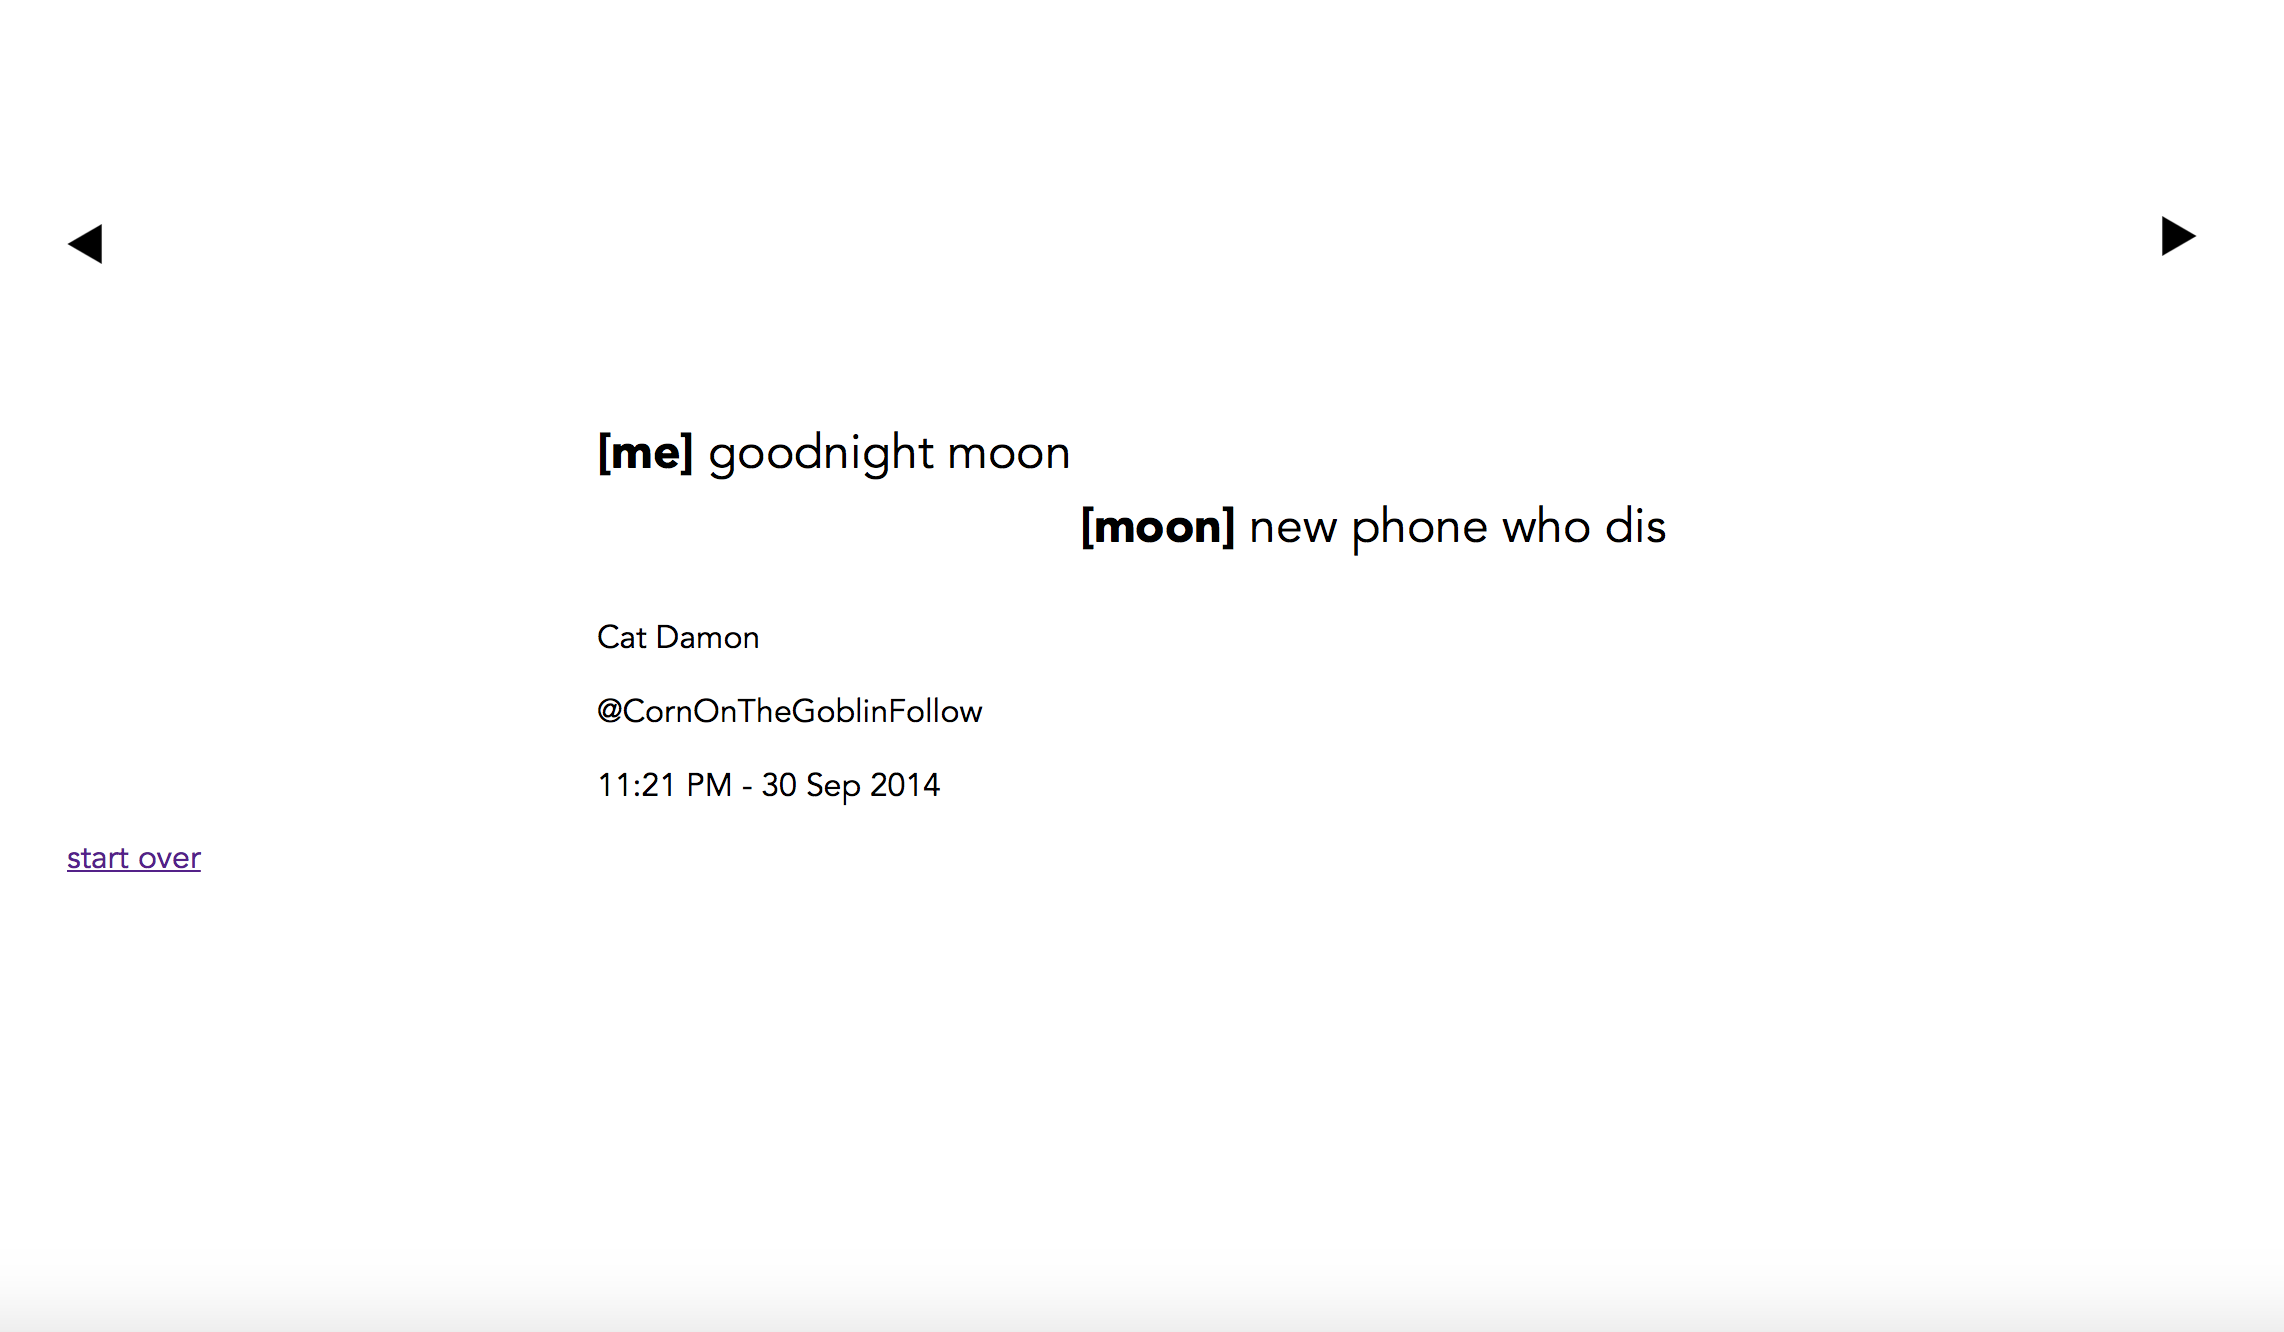 [me] goodnight moon
[moon] new phone who dis
Cat Damon
@CornOnTheGoblinFollow
11:21 PM - 30 Sep 2014
start over